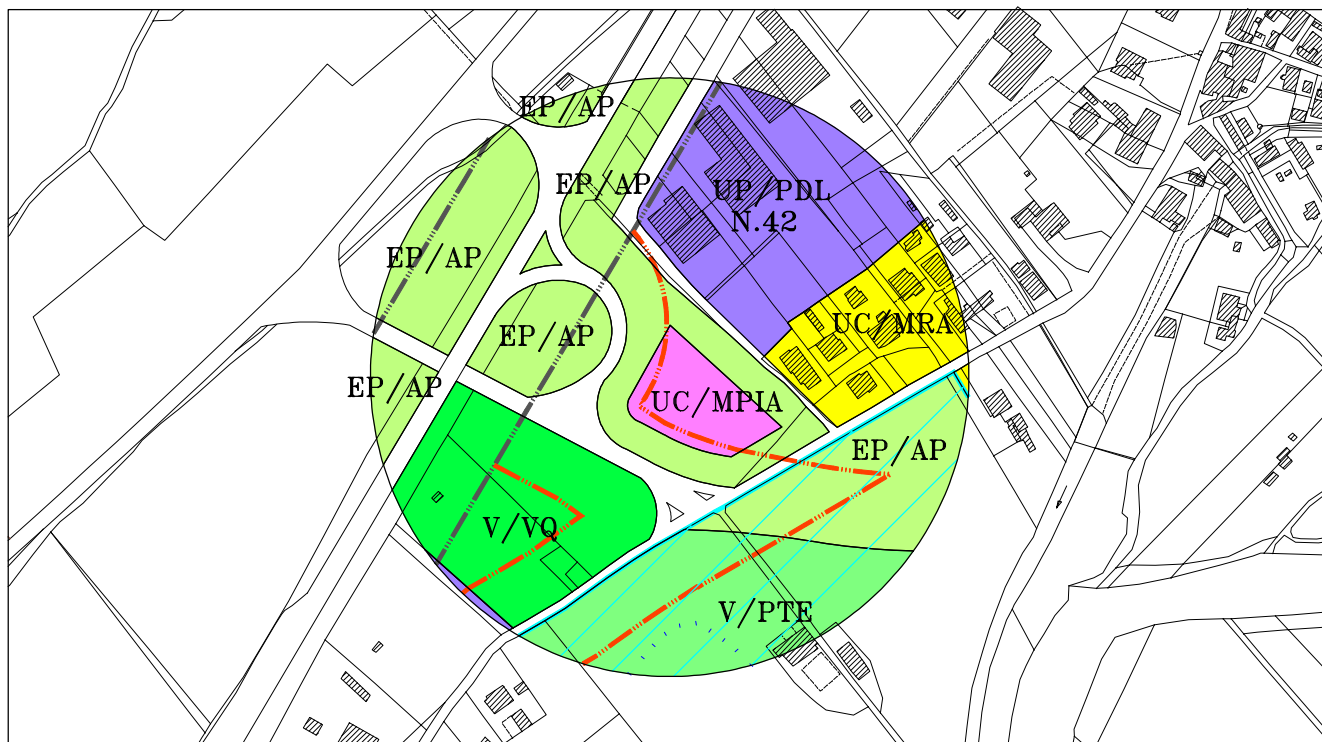 EP/AP
EP/AP
UP/PDL
N.42
EP/AP
UC/MRA
EP/AP
EP/AP
UC/MPIA
EP/AP
V/VQ
V/PTE